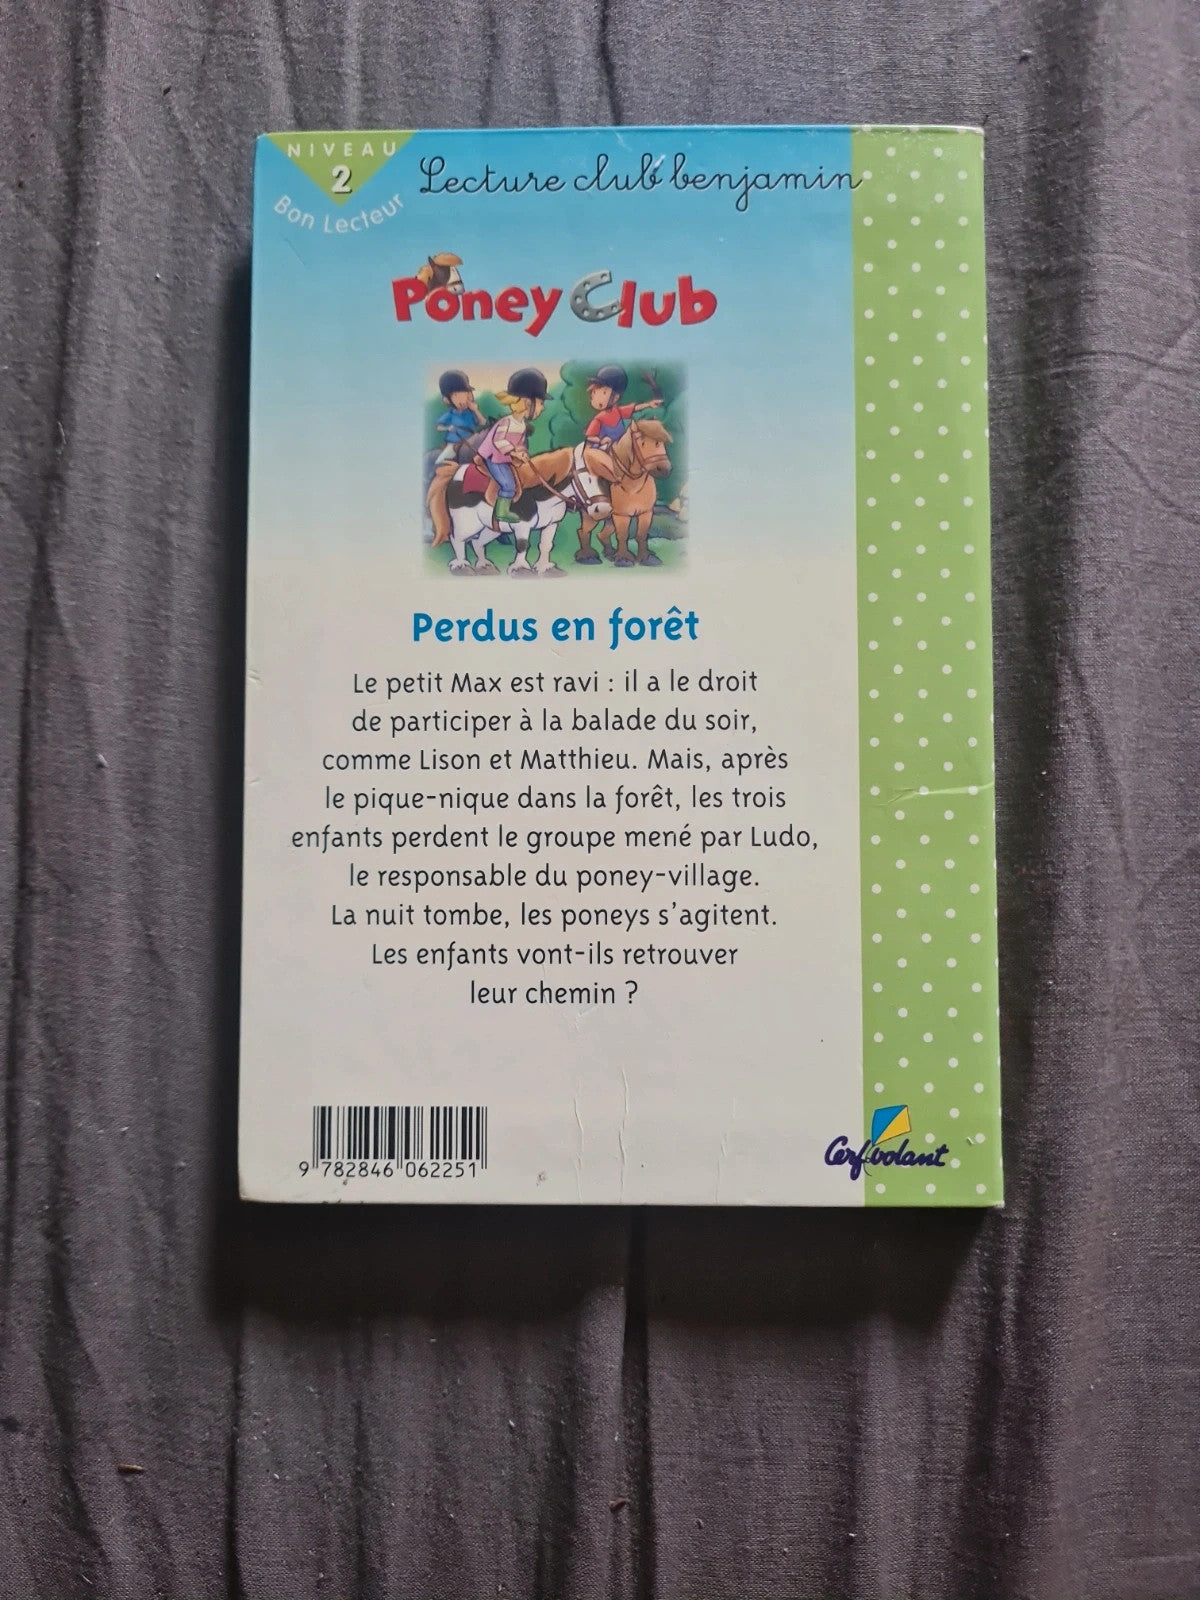 NIVEAU
2
Bon Lecteur
Lecture club benjamin
Poney Club
Perdus en forêt
Le petit Max est ravi : il a le droit
de participer à la balade du soir,
comme Lison et Matthieu. Mais, après
le pique-nique dans la forêt, les trois
enfants perdent le groupe mené par Ludo,
le responsable du poney-village.
La nuit tombe, les poneys s'agitent.
Les enfants vont-ils retrouver
leur chemin ?
9 782846 062251
Cerf volant